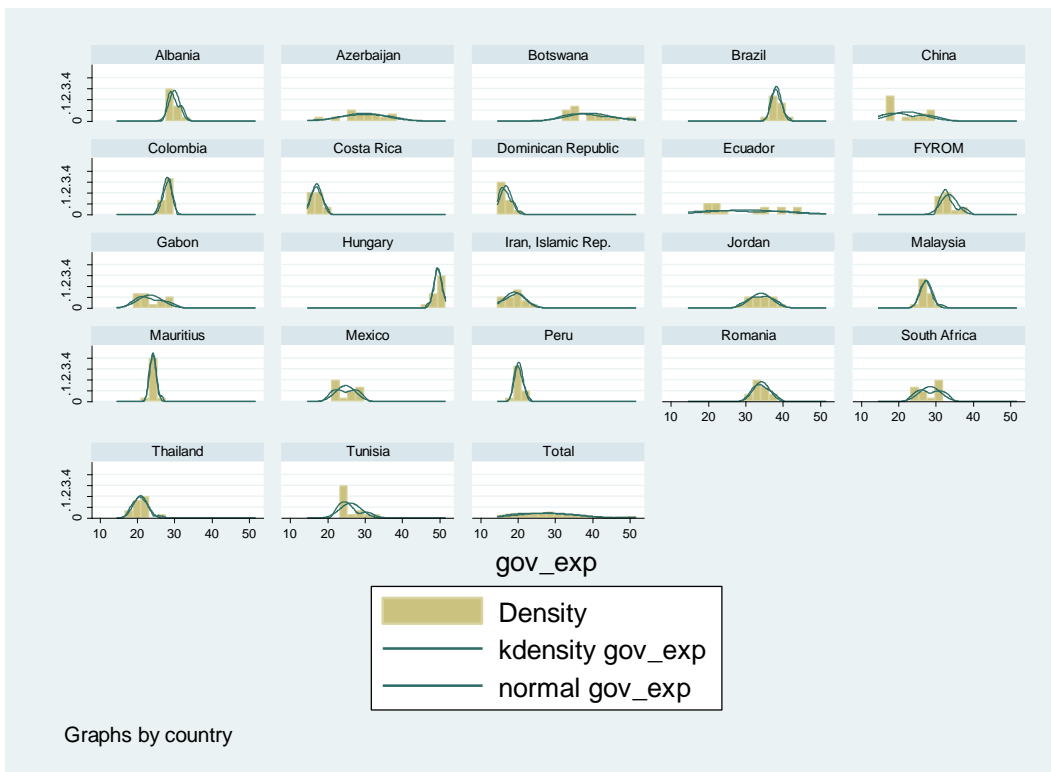 Albania Azerbaijan Botswana Brazil China
0 .1 .2 .3 .4
Colombia Costa Rica Dominican Republic Ecuador FYROM
0 .1 .2 .3 .4
Gabon Hungary Iran, Islamic Rep. Jordan Malaysia
0 .1 .2 .3 .4
Mauritius Mexico Peru Romania South Africa
0 .1 .2 .3 .4
10 20 30 40 50 10 20 30 40 50
Thailand Tunisia Total
0 .1 .2 .3 .4
10 20 30 40 50 10 20 30 40 50 10 20 30 40 50
gov_exp
Density
kdensity gov_exp
normal gov_exp
Graphs by country